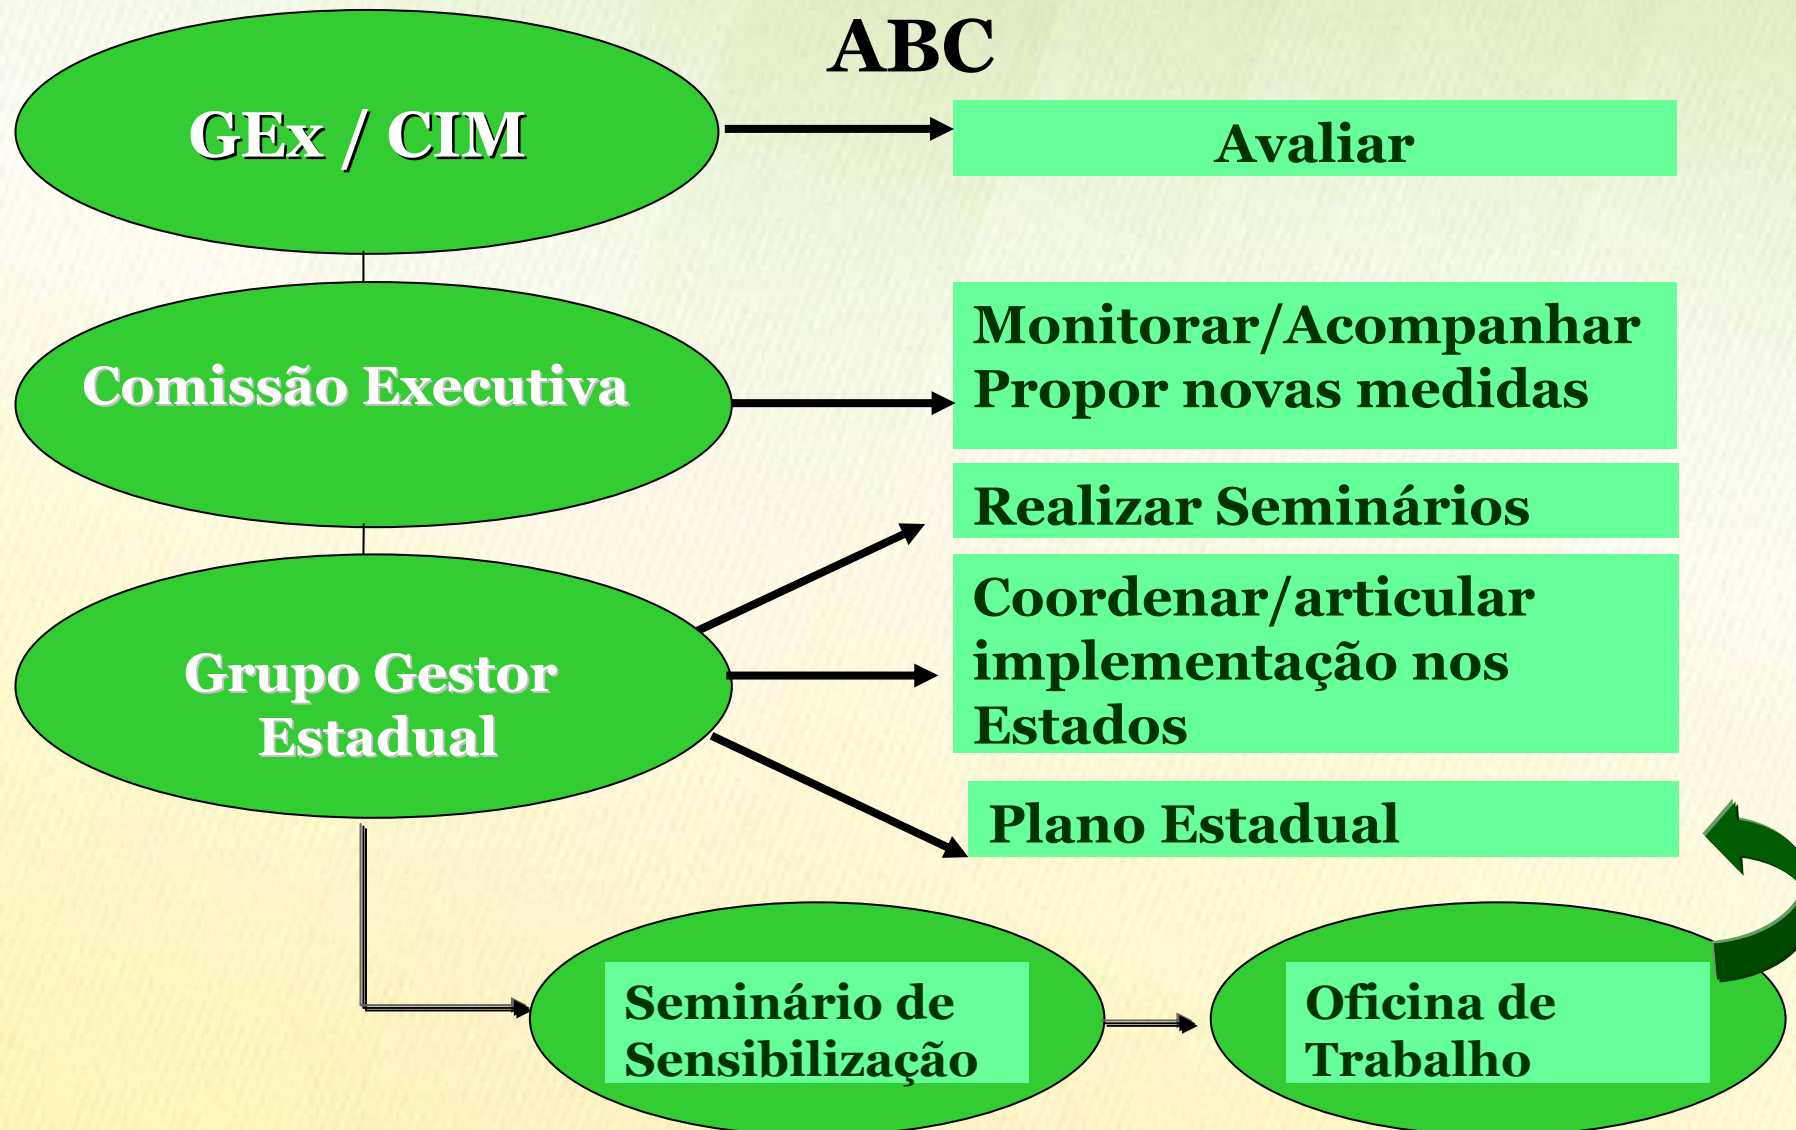 ABC
GEx / CIM
Avaliar
Comissão Executiva
Monitorar/Acompanhar
Propor novas medidas
Realizar Seminários
Grupo Gestor
Estadual
Coordenar/articular
implementação nos
Estados
Plano Estadual
Seminário de
Sensibilização
Oficina de
Trabalho